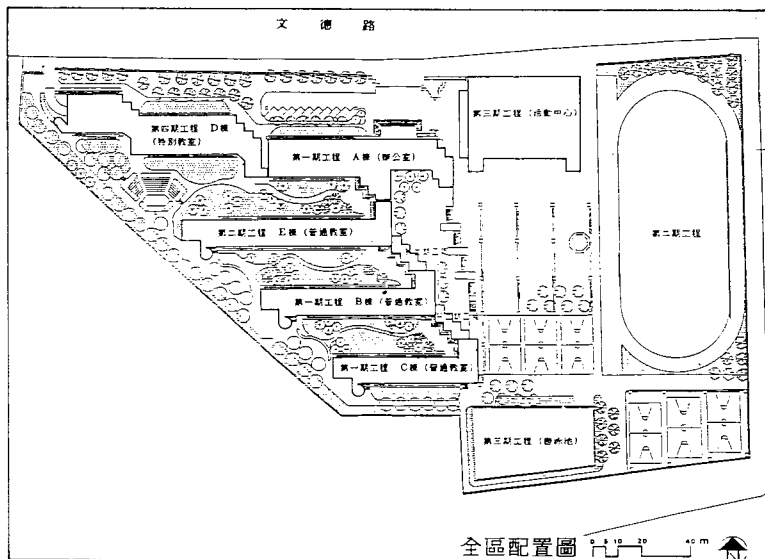 文德路
第三期工程 (活動中心)
第四期工程 D棟
(特別教室)
第一期工程 A棟 (辦公室)
第二期工程 E棟 (普通教室)
第二期工程
第一期工程 B棟 (普通教室)
第一期工程 C棟 (普通教室)
第三期工程 (游泳池)
全區配置圖
0 5 10 20 40 m
N